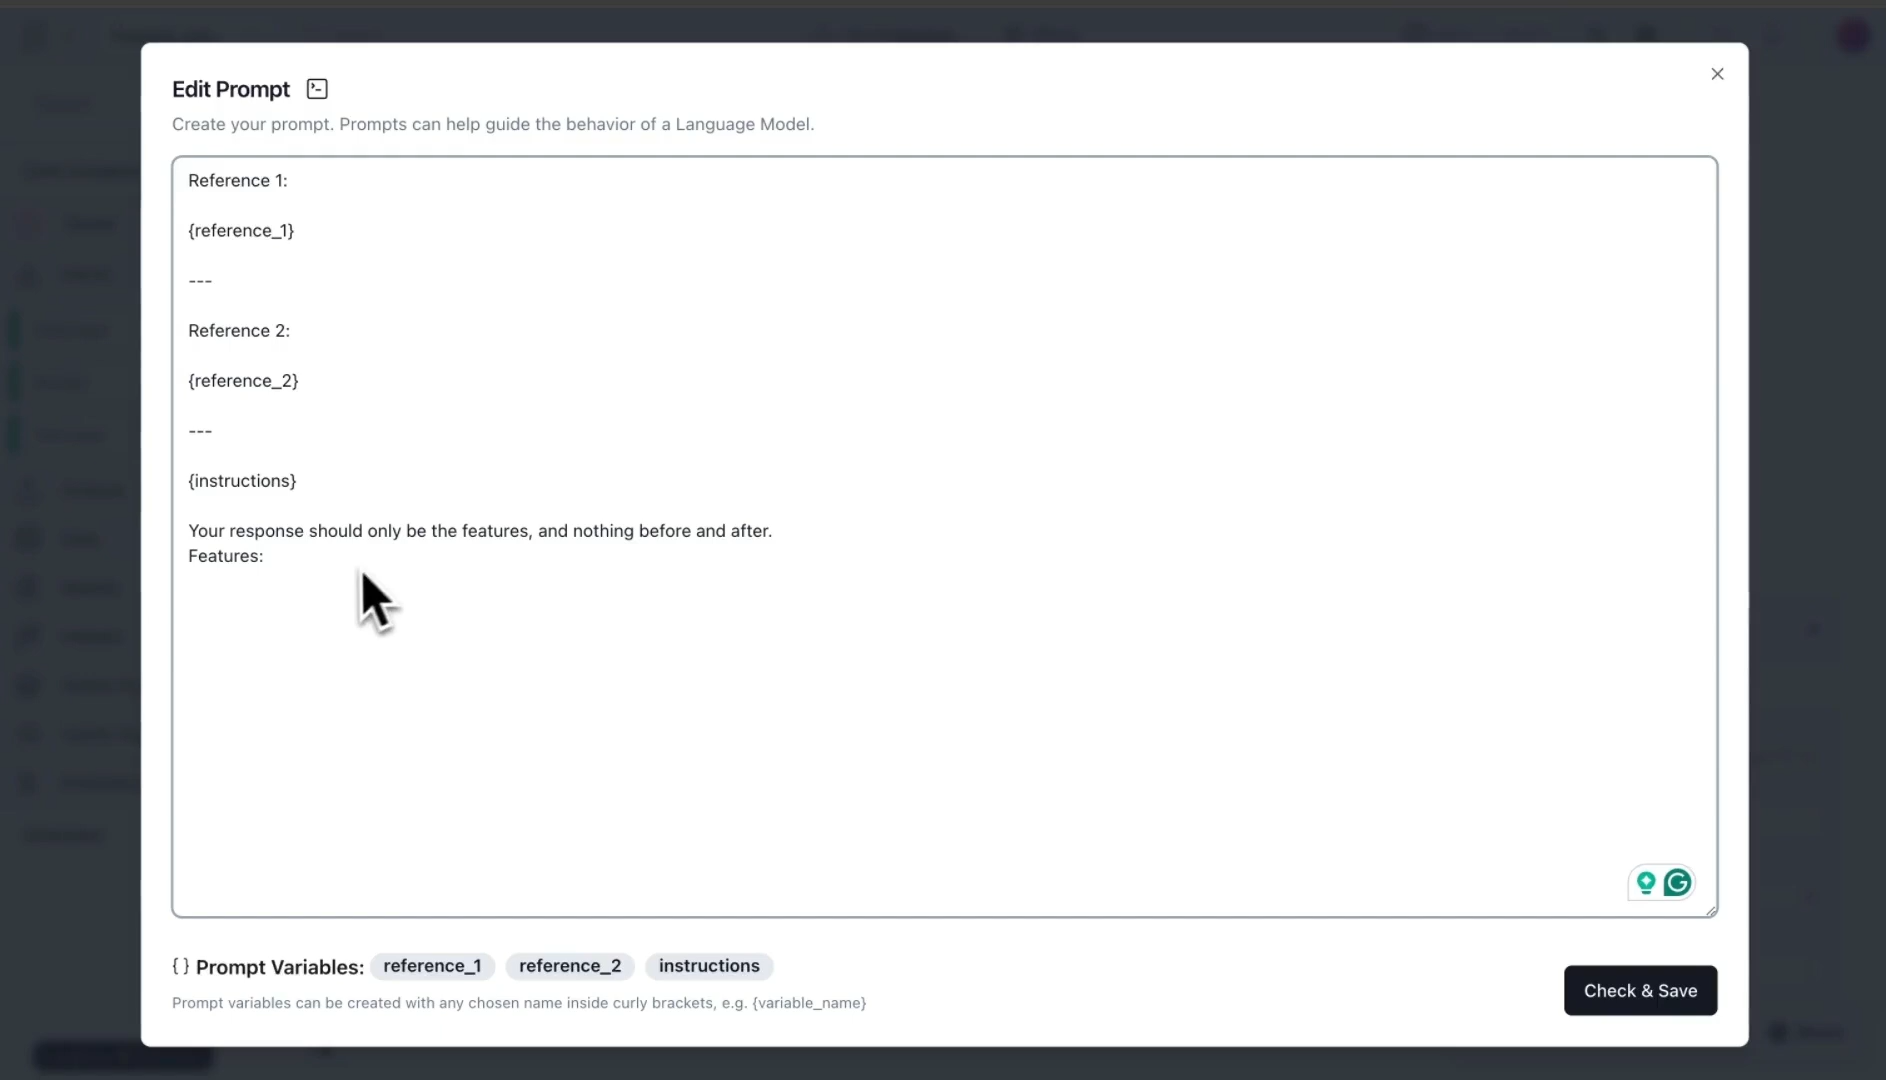 Edit Prompt
Create your prompt. Prompts can help guide the behavior of a Language Model.
Reference 1:
{reference_1}
---
Reference 2:
{reference_2}
---
{instructions}
Your response should only be the features, and nothing before and after.
Features:
{ } Prompt Variables: reference_1 reference_2 instructions
Prompt variables can be created with any chosen name inside curly brackets, e.g. {variable_name}
Check & Save